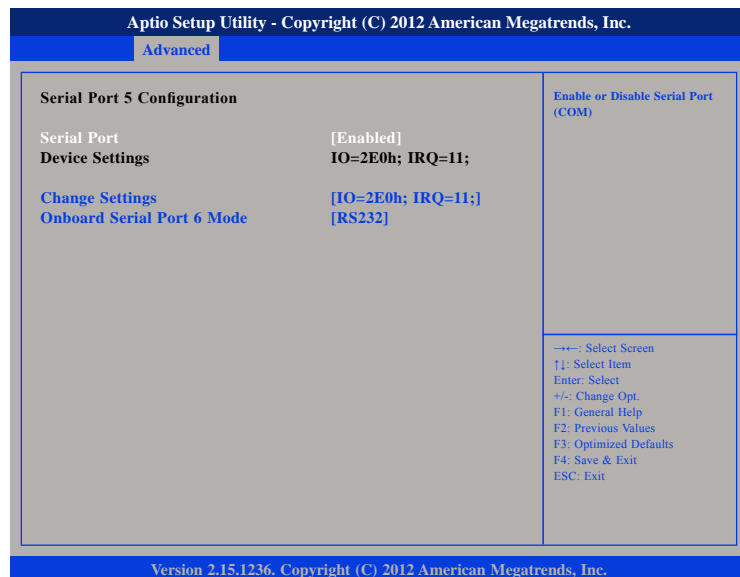 Aptio Setup Utility - Copyright (C) 2012 American Megatrends, Inc.
Advanced
Serial Port 5 Configuration
Serial Port [Enabled]
Device Settings IO=2E0h; IRQ=11;
Change Settings [IO=2E0h; IRQ=11;]
Onboard Serial Port 6 Mode [RS232]
Enable or Disable Serial Port
(COM)
→←: Select Screen
↑↓: Select Item
Enter: Select
+/-: Change Opt.
F1: General Help
F2: Previous Values
F3: Optimized Defaults
F4: Save & Exit
ESC: Exit
Version 2.15.1236. Copyright (C) 2012 American Megatrends, Inc.